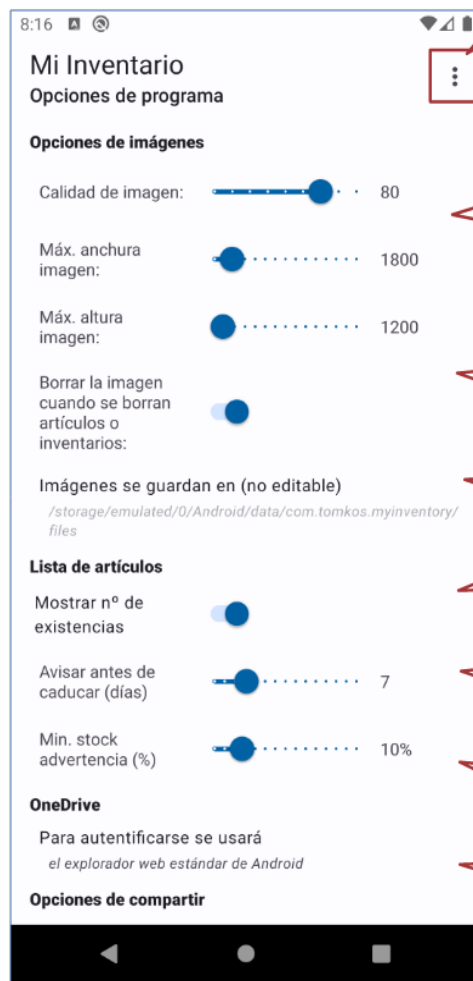 8:16
Mi Inventario
Opciones de programa
Opciones de imágenes
Calidad de imagen:
80
Máx. anchura
imagen:
1800
Máx. altura
imagen:
1200
Borrar la imagen
cuando se borran
artículos o
inventarios:
Imágenes se guardan en (no editable)
/storage/emulated/0/Android/data/com.tomkos.myinventory/
files
Lista de artículos
Mostrar nº de
existencias
Avisar antes de
caducar (días)
7
Min. stock
advertencia (%)
10%
OneDrive
Para autentificarse se usará
el explorador web estándar de Android
Opciones de compartir